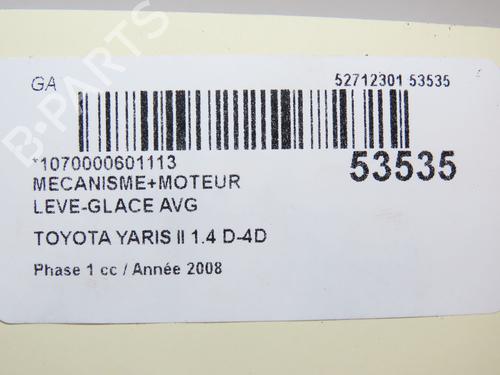 GA
52712301 53535
*1070000601113
53535
MECANISME+MOTEUR
LEVE-GLACE AVG
TOYOTA YARIS II 1.4 D-4D
Phase 1 cc / Année 2008
B-PARTS